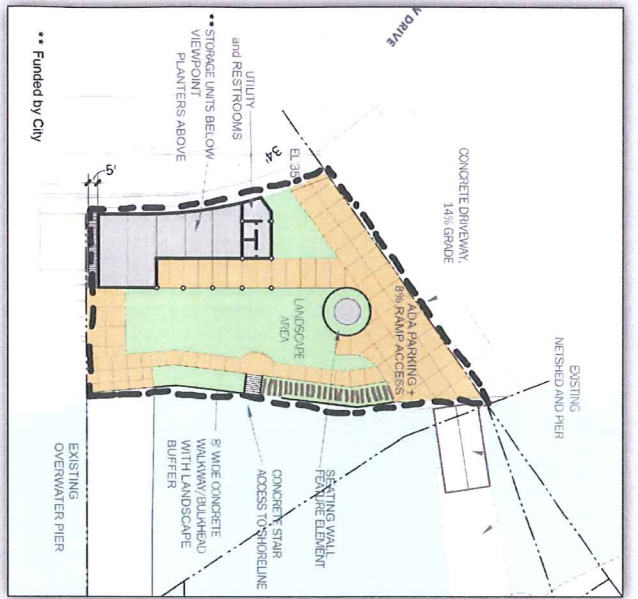 W DRIVE
CONCRETE DRIVEWAY,
14% GRADE
EXISTING
NETSHED AND PIER
UTILITY
and RESTROOMS
** STORAGE UNITS BELOW
VIEWPOINT
PLANTERS ABOVE
** Funded by City
5'
34'
EL 35'
ADA PARKING +
8% RAMP ACCESS
LANDSCAPE
AREA
SEATING WALL
FEATURE ELEMENT
CONCRETE STAIR
ACCESS TO SHORELINE
8' WIDE CONCRETE
WALKWAY/BULKHEAD
WITH LANDSCAPE
BUFFER
EXISTING
OVERWATER PIER